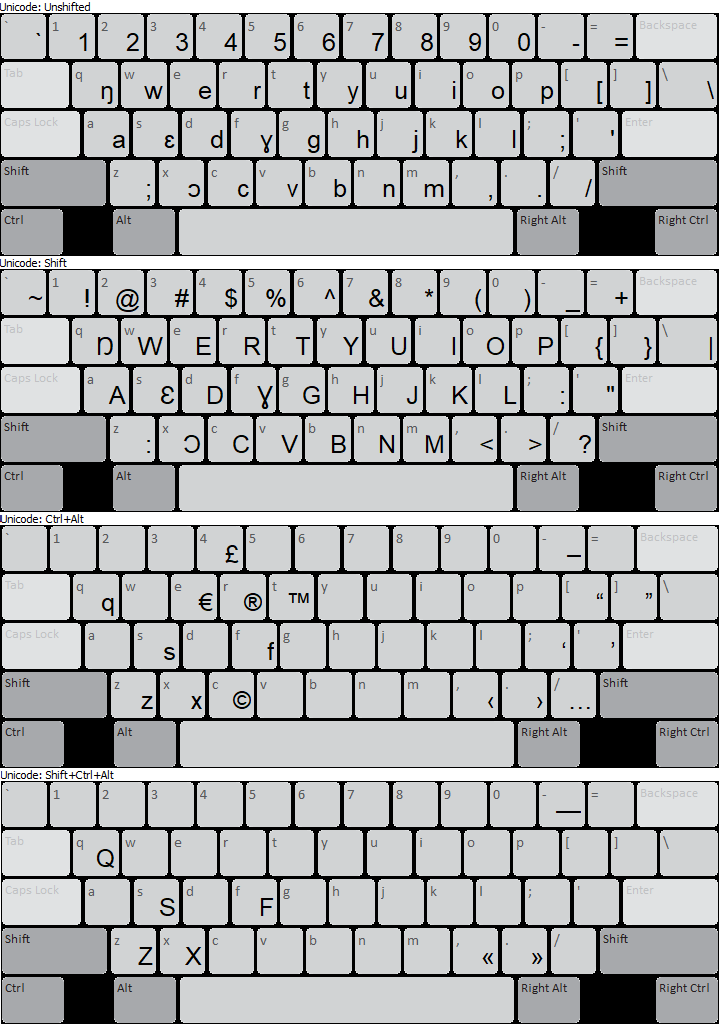 Unicode: Unshifted
` ` 1 1 2 2 3 3 4 4 5 5 6 6 7 7 8 8 9 9 0 0 - - = = Backspace
Tab q ŋ w w e e r r t t y y u u i i o o p p [ [ ] ] \ \
Caps Lock a a s ɛ d d f ɣ g g h h j j k k l l ; ; ' ' Enter
Shift z ; x ɔ c c v v b b n n m m , , . . / / Shift
Ctrl Alt Right Alt Right Ctrl
Unicode: Shift
` ~ 1 ! 2 @ 3 # 4 $ 5 % 6 ^ 7 & 8 * 9 ( 0 ) - _ = + Backspace
Tab q Ŋ w W e E r R t T y Y u U i I o O p P [ { ] } \ |
Caps Lock a A s Ɛ d D f Ɣ g G h H j J k K l L ; : ' " Enter
Shift z : x Ɔ c C v V b B n N m M , < . > / ? Shift
Ctrl Alt Right Alt Right Ctrl
Unicode: Ctrl+Alt
` 1 2 3 4 £ 5 6 7 8 9 0 - – = Backspace
Tab q q w e € r ® t ™ y u i o p [ “ ] ” \
Caps Lock a s s d f f g h j k l ; ‘ ' ’ Enter
Shift z z x x c © v b n m , ‹ . › / … Shift
Ctrl Alt Right Alt Right Ctrl
Unicode: Shift+Ctrl+Alt
` 1 2 3 4 5 6 7 8 9 0 - — = Backspace
Tab q Q w e r t y u i o p [ ] \
Caps Lock a s S d f F g h j k l ; ' Enter
Shift z Z x X c v b n m , « . » / Shift
Ctrl Alt Right Alt Right Ctrl